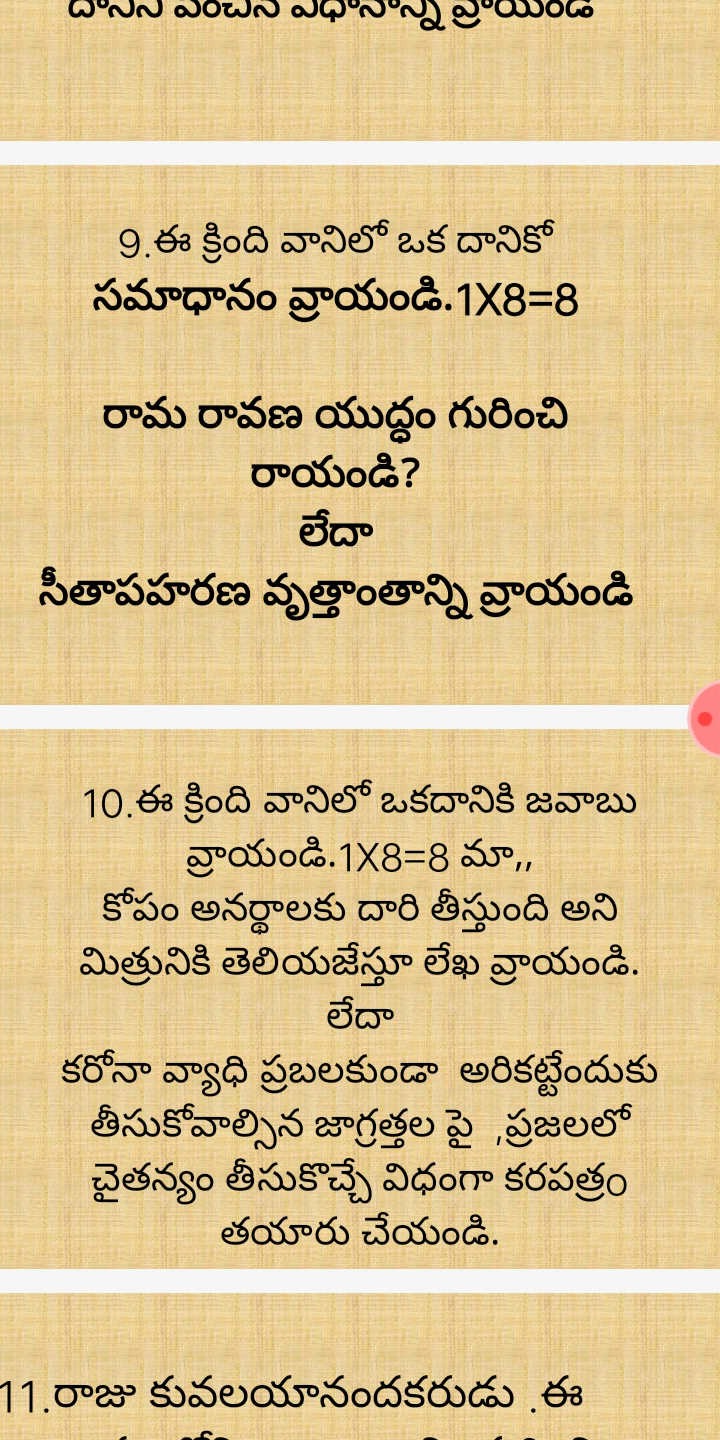 దానిని పెంచిన విధానాన్ని వ్రాయండి
9.ఈ క్రింది వానిలో ఒక దానికో
సమాధానం వ్రాయండి.1X8=8
రామ రావణ యుద్ధం గురించి
రాయండి?
లేదా
సీతాపహరణ వృత్తాంతాన్ని వ్రాయండి
10.ఈ క్రింది వానిలో ఒకదానికి జవాబు
వ్రాయండి.1X8=8 మా,,
కోపం అనర్థాలకు దారి తీస్తుంది అని
మిత్రునికి తెలియజేస్తూ లేఖ వ్రాయండి.
లేదా
కరోనా వ్యాధి ప్రబలకుండా అరికట్టేందుకు
తీసుకోవాల్సిన జాగ్రత్తల పై ,ప్రజలలో
చైతన్యం తీసుకొచ్చే విధంగా కరపత్రం
తయారు చేయండి.
11.రాజు కువలయానందకరుడు .ఈ